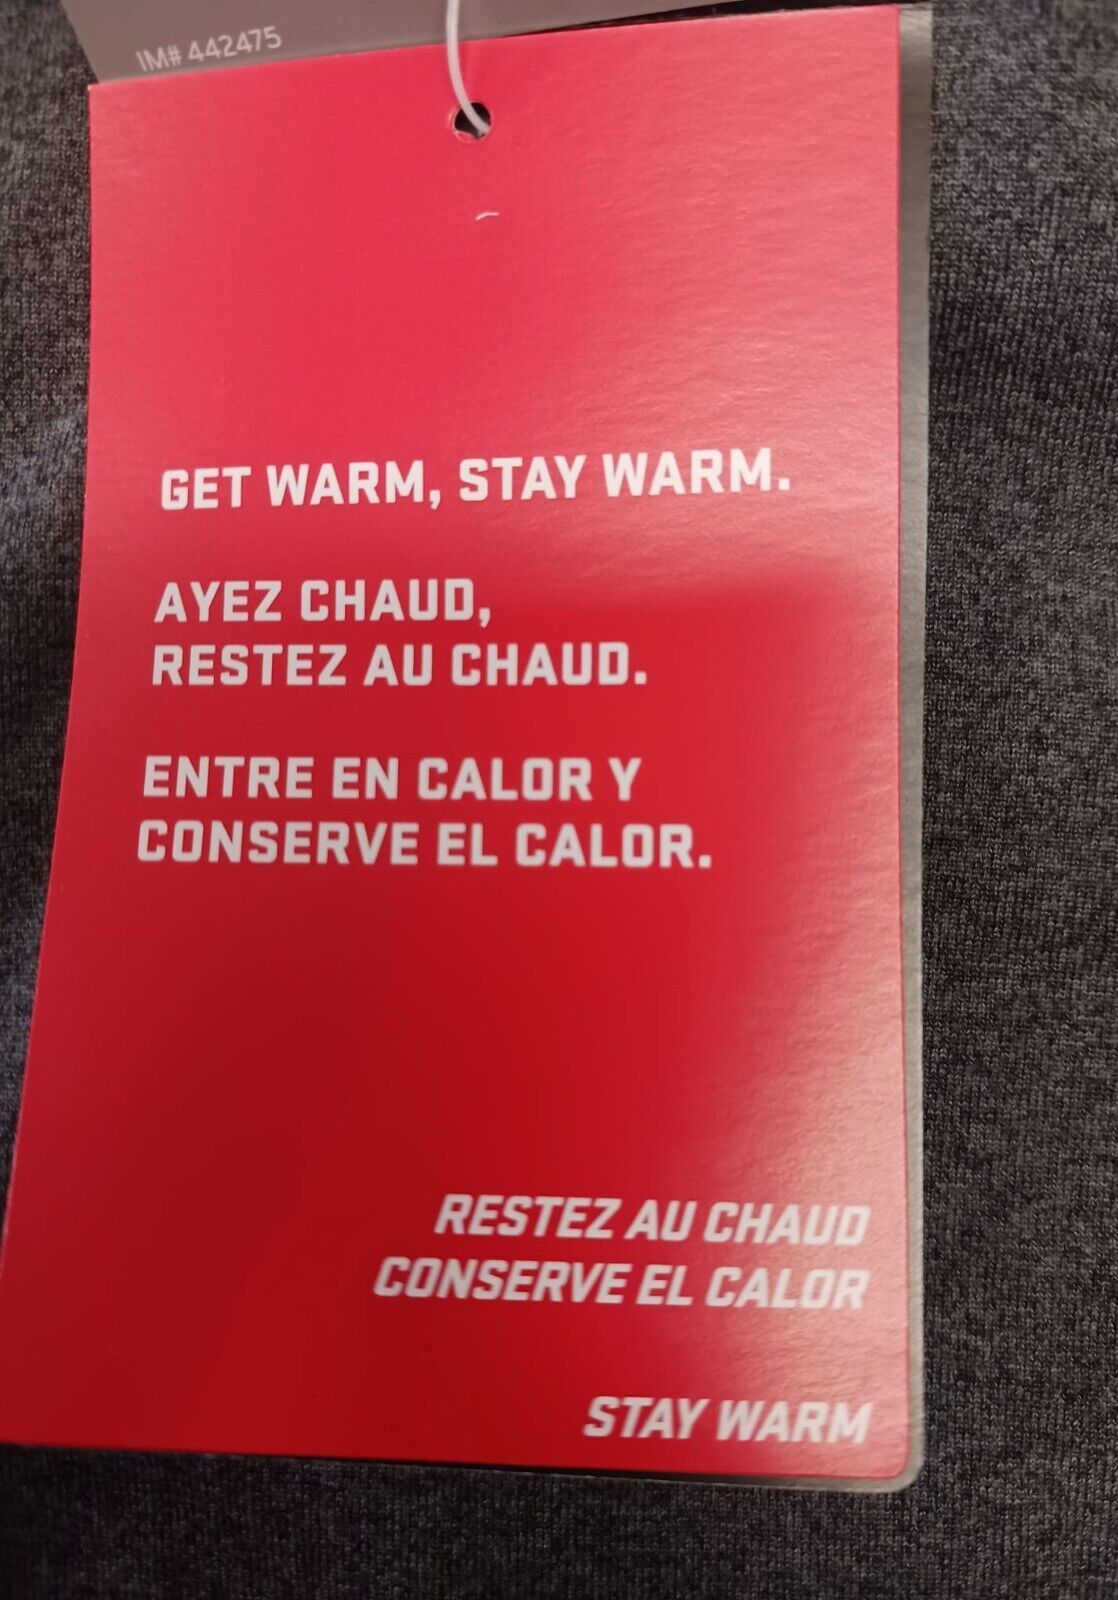 IM# 442475
GET WARM, STAY WARM.
AYEZ CHAUD,
RESTEZ AU CHAUD.
ENTRE EN CALOR Y
CONSERVE EL CALOR.
RESTEZ AU CHAUD
CONSERVE EL CALOR
STAY WARM